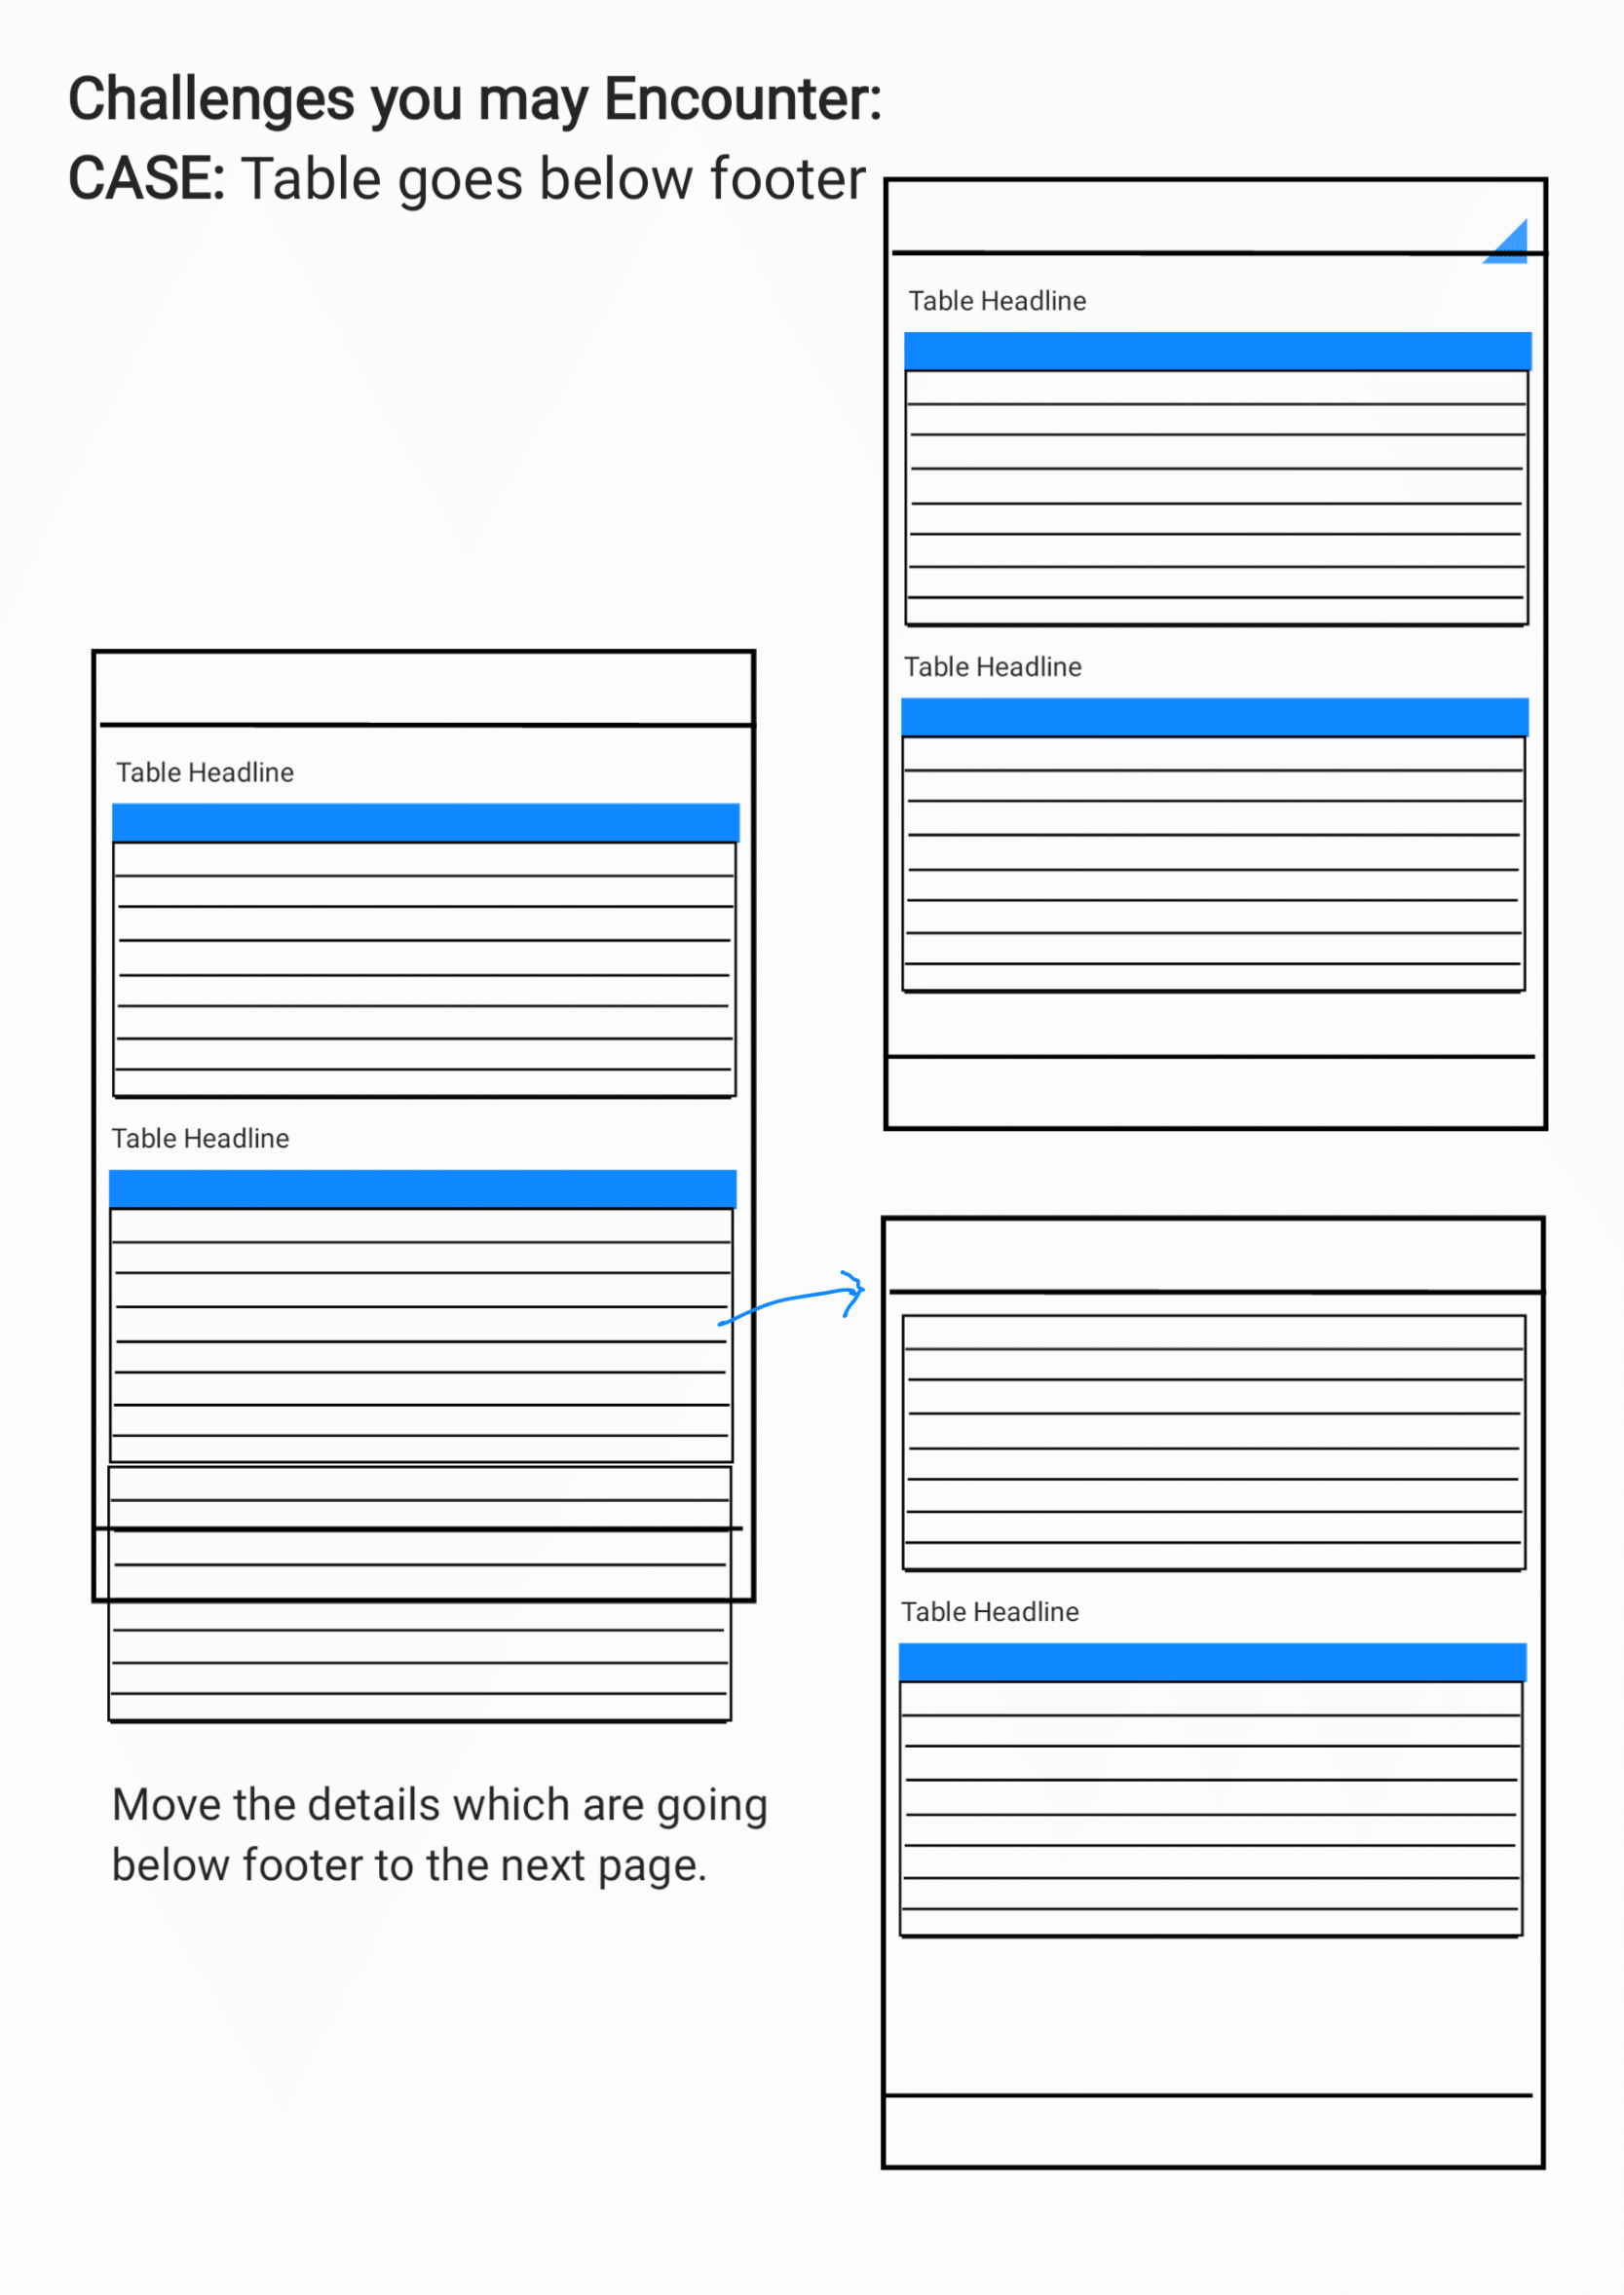 Challenges you may Encounter:
CASE: Table goes below footer
Table Headline
Table Headline
Table Headline
Table Headline
Table Headline
Move the details which are going
below footer to the next page.